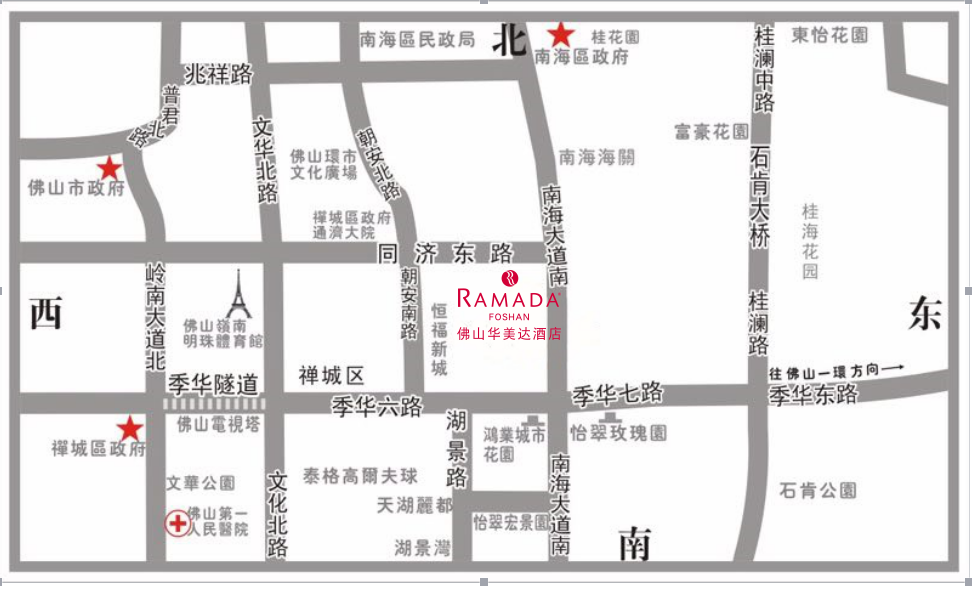 南海區民政局
北
桂花園
南海區政府
桂澜中路
東怡花園
兆祥路
普君北路
文华北路
朝安北路
富豪花園
佛山環市
文化廣場
南海海關
石肯大桥
佛山市政府
南海大道南
桂海花园
禅城區政府
通濟大院
同济东路
岭南大道北
朝安南路
RAMADA
FOSHAN
佛山华美达酒店
恒福新城
桂澜路
西
东
佛山嶺南
明珠體育館
往佛山一環方向
季华隧道
禅城区
季华六路
季华七路
季华东路
禪城區政府
佛山電視塔
湖景路
鴻業城市
花園
怡翠玫瑰園
文華公園
文化北路
泰格高爾夫球
天湖麗都
南海大道南
石肯公園
佛山第一
人民醫院
怡翠宏景園
湖景灣
南